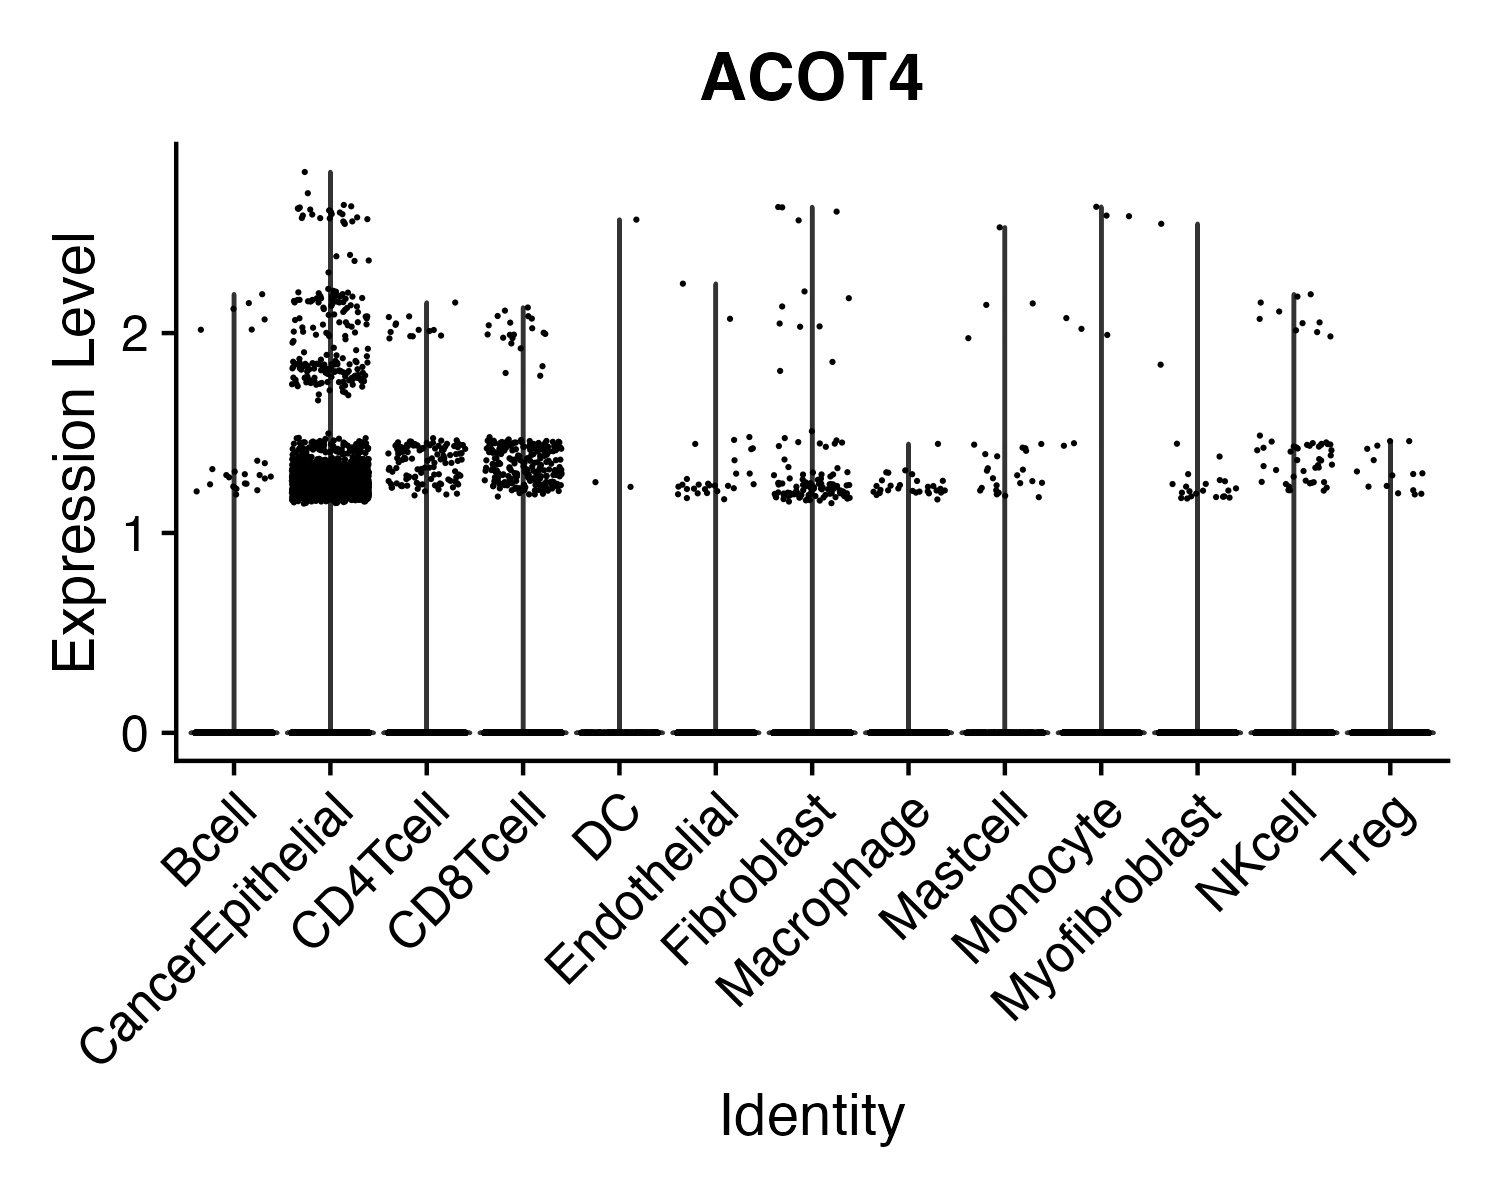 ACOT4
Expression Level
2
1
0
Bcell
CancerEpithelial
CD4Tcell
CD8Tcell
DC
Endothelial
Fibroblast
Macrophage
Mastcell
Monocyte
Myofibroblast
NKcell
Treg
Identity